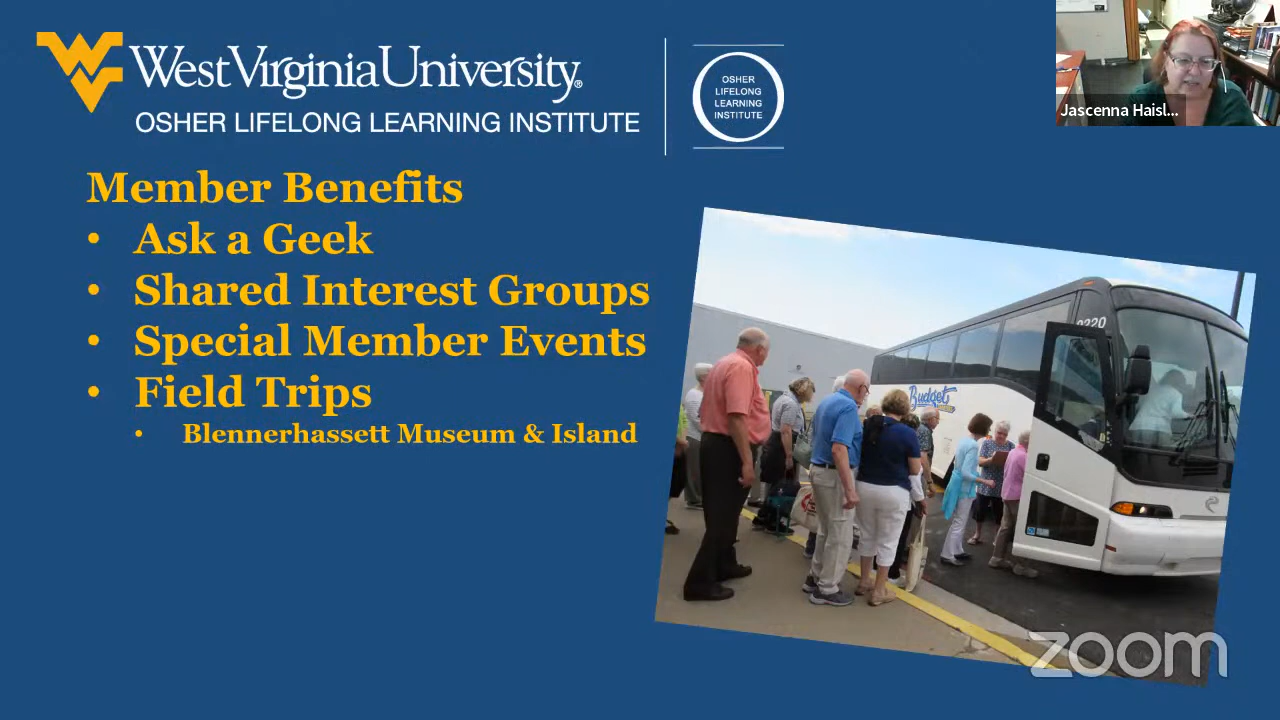 WestVirginiaUniversity®
OSHER LIFELONG LEARNING INSTITUTE
OSHER
LIFELONG
LEARNING
INSTITUTE
Jascenna Haisl...
Member Benefits
• Ask a Geek
• Shared Interest Groups
• Special Member Events
• Field Trips
• Blennerhassett Museum & Island
Budget
zoom